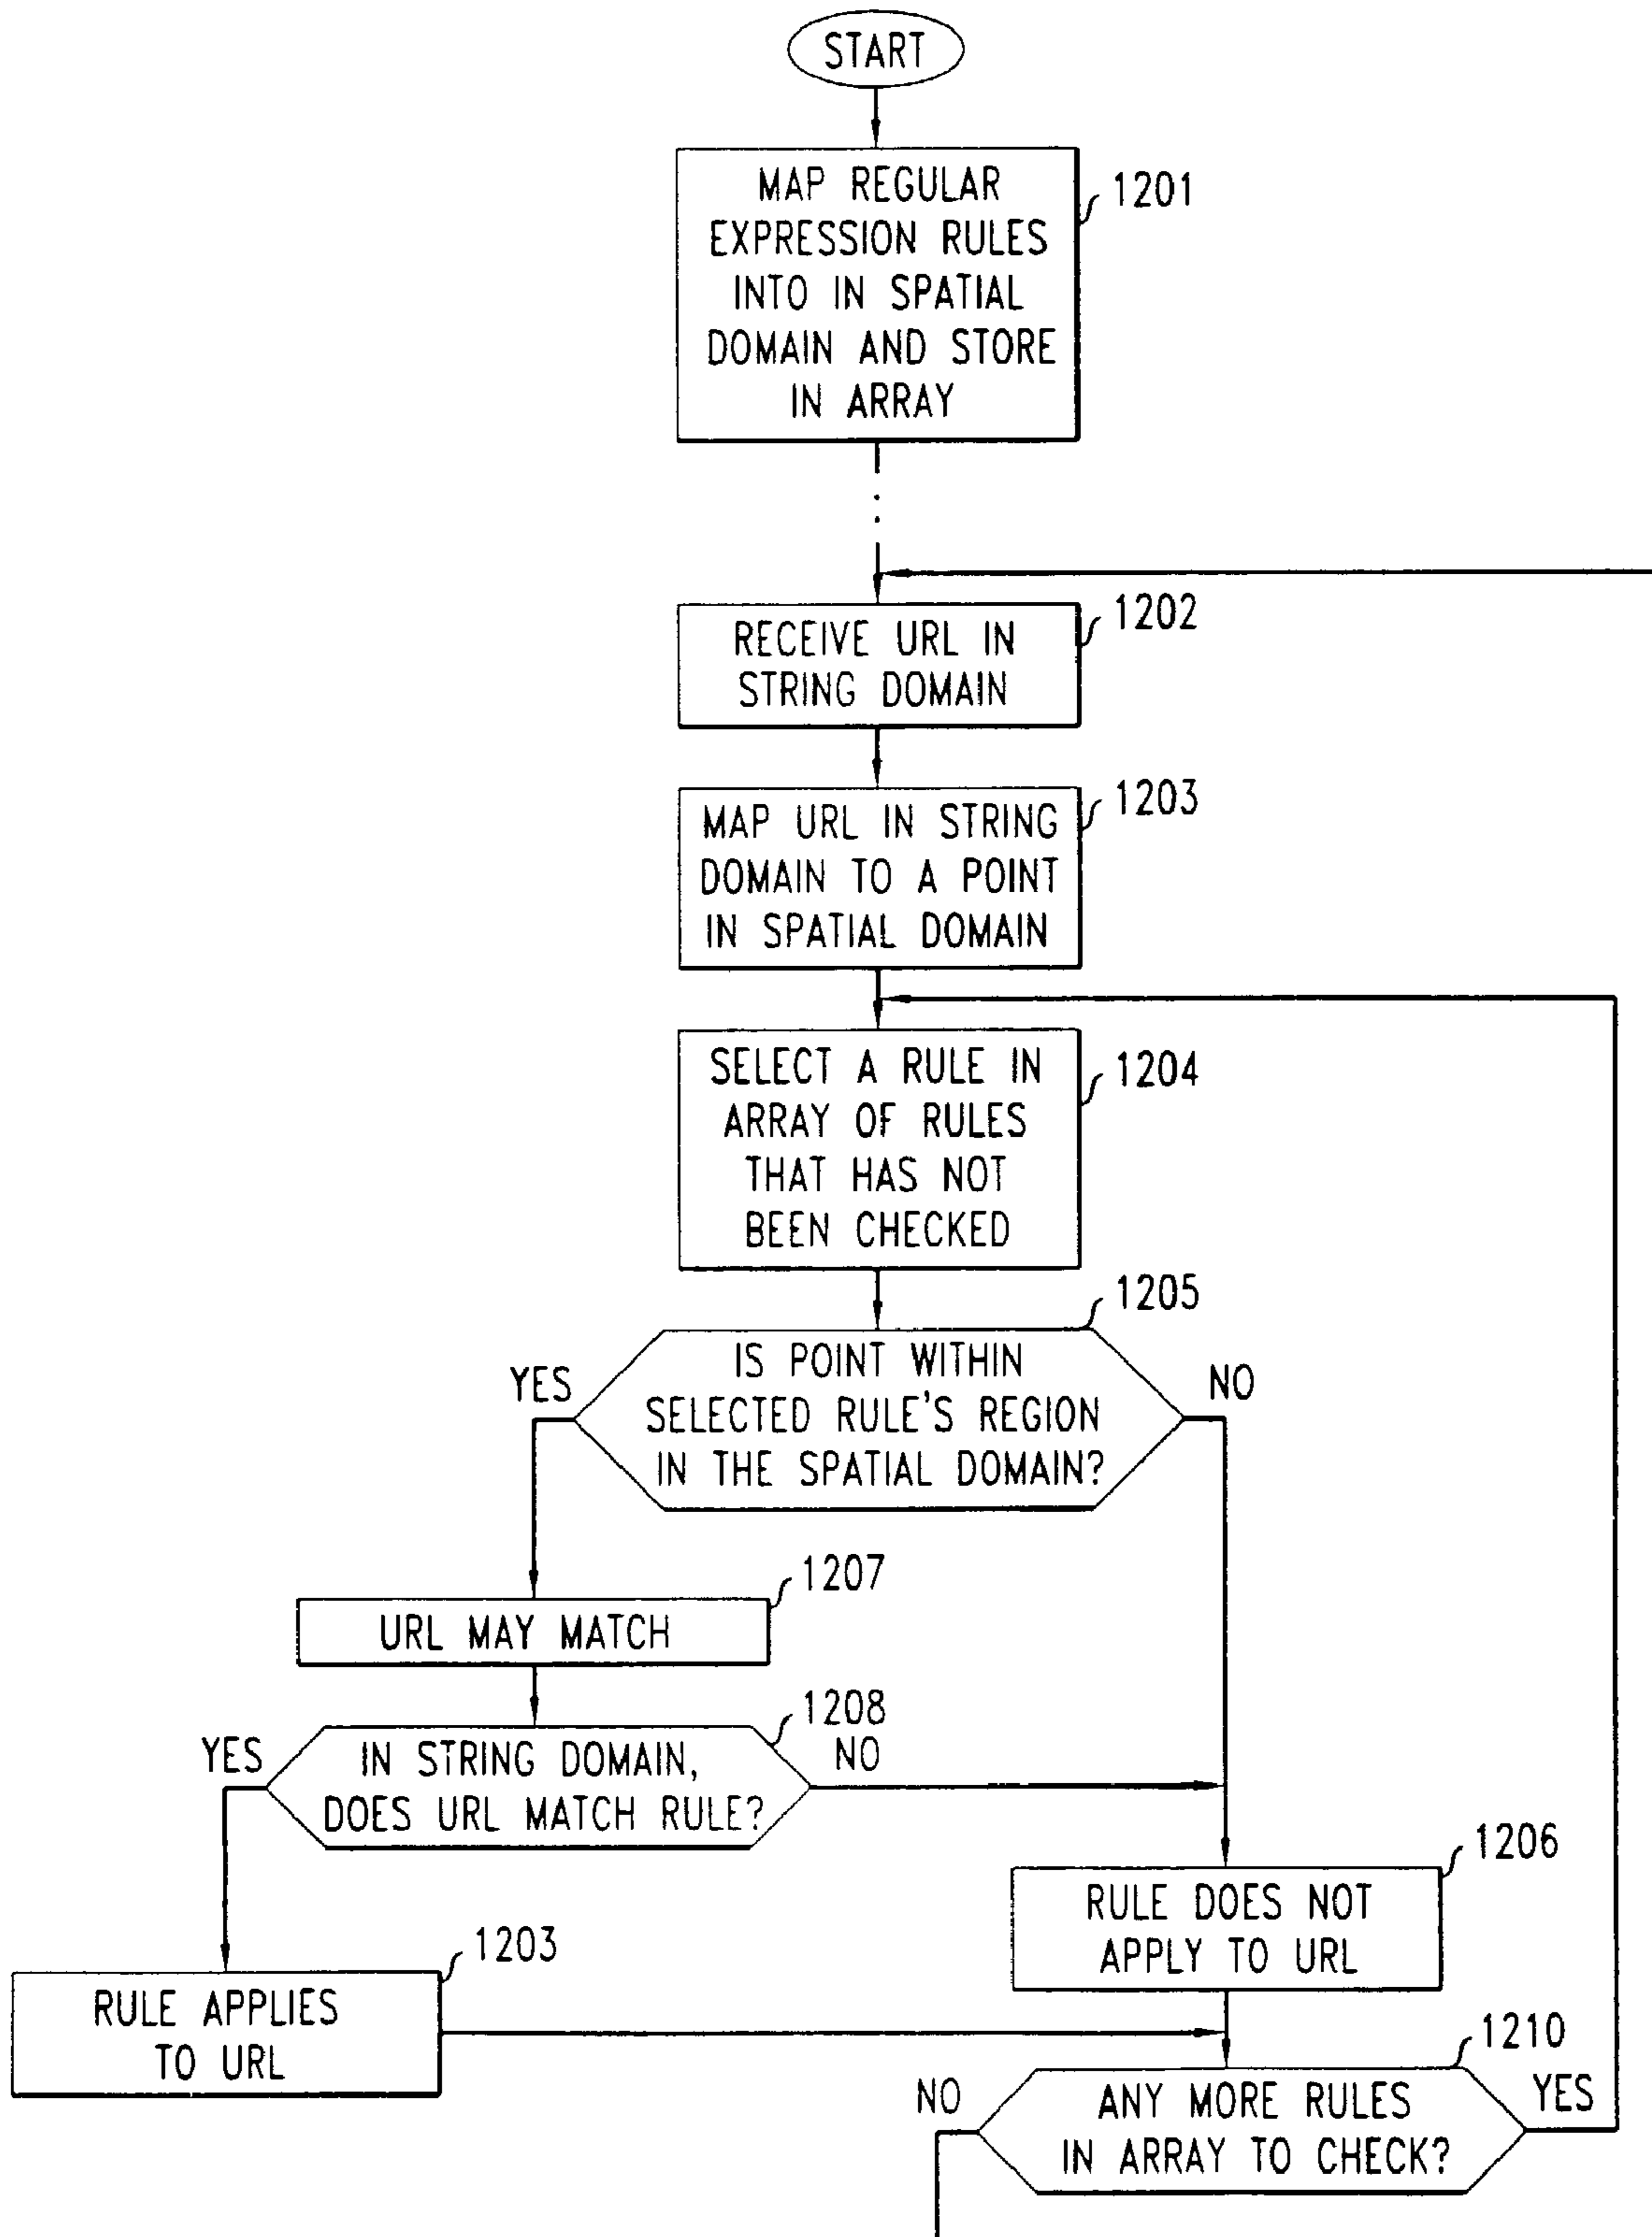 START
MAP REGULAR
EXPRESSION RULES
INTO IN SPATIAL
DOMAIN AND STORE
IN ARRAY
1201
RECEIVE URL IN
STRING DOMAIN
1202
MAP URL IN STRING
DOMAIN TO A POINT
IN SPATIAL DOMAIN
1203
SELECT A RULE IN
ARRAY OF RULES
THAT HAS NOT
BEEN CHECKED
1204
1205
IS POINT WITHIN
SELECTED RULE'S REGION
IN THE SPATIAL DOMAIN?
YES
NO
1207
URL MAY MATCH
1208
IN STRING DOMAIN,
DOES URL MATCH RULE?
YES
NO
1206
RULE DOES NOT
APPLY TO URL
1203
RULE APPLIES
TO URL
1210
ANY MORE RULES
IN ARRAY TO CHECK?
NO
YES